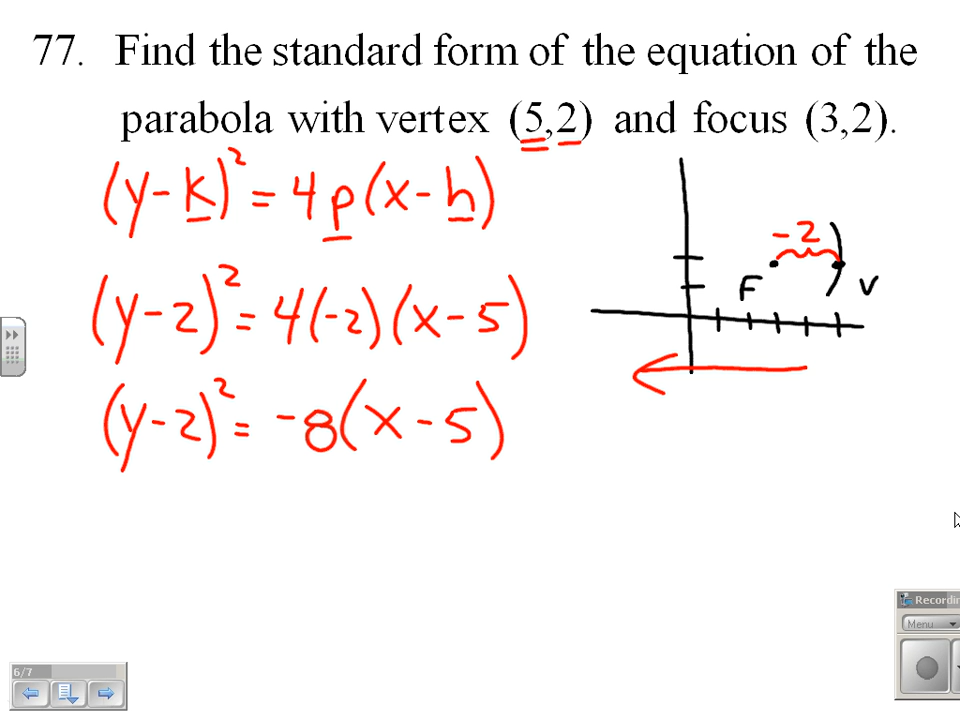 77. Find the standard form of the equation of the
parabola with vertex (5,2) and focus (3,2).
(y-k)² = 4p(x-h)
(y-2)² = 4(-2)(x-5)
(y-2)² = -8(x-5)
-2
F
V
Recordin
Menu
6/7